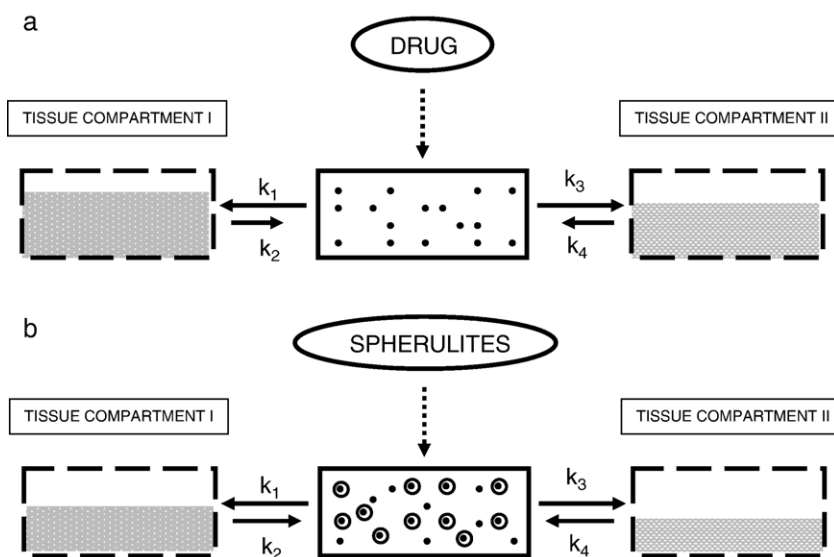 a
DRUG
TISSUE COMPARTMENT I
TISSUE COMPARTMENT II
k₁
k₃
k₂
k₄
b
SPHERULITES
TISSUE COMPARTMENT I
TISSUE COMPARTMENT II
k₁
k₃
k₂
k₄